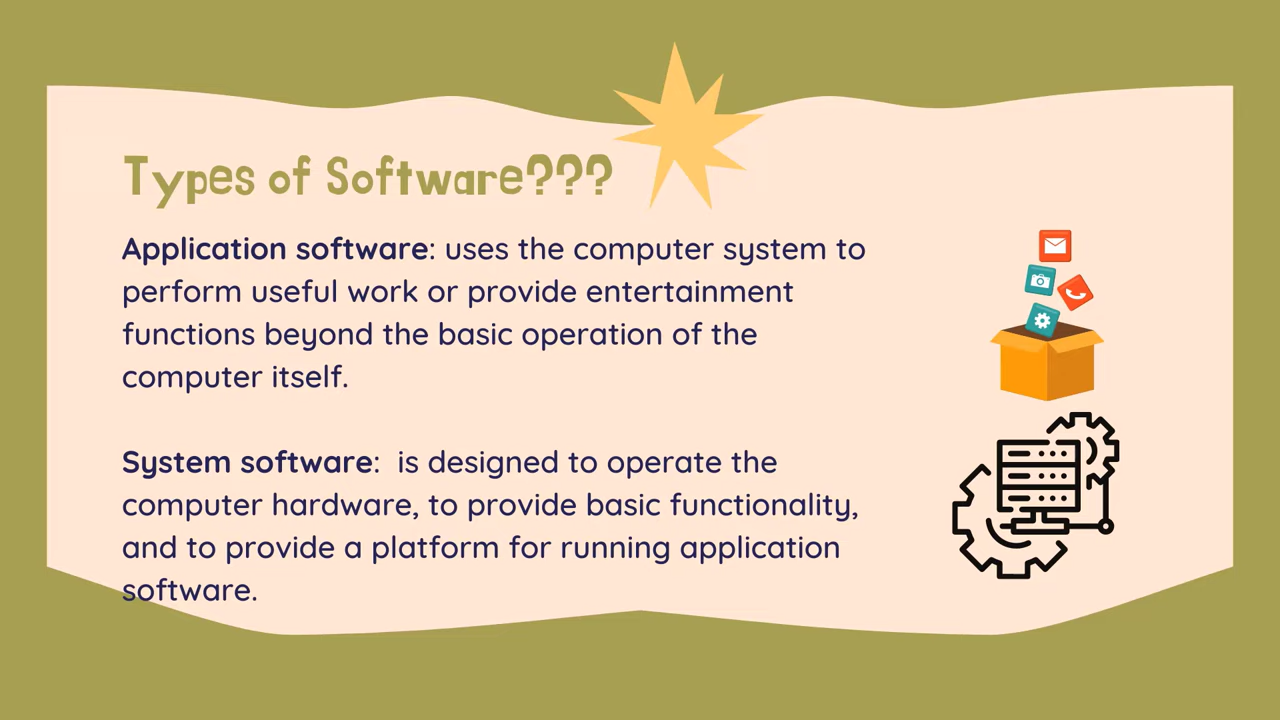 Types of Software???
Application software: uses the computer system to
perform useful work or provide entertainment
functions beyond the basic operation of the
computer itself.
System software:  is designed to operate the
computer hardware, to provide basic functionality,
and to provide a platform for running application
software.